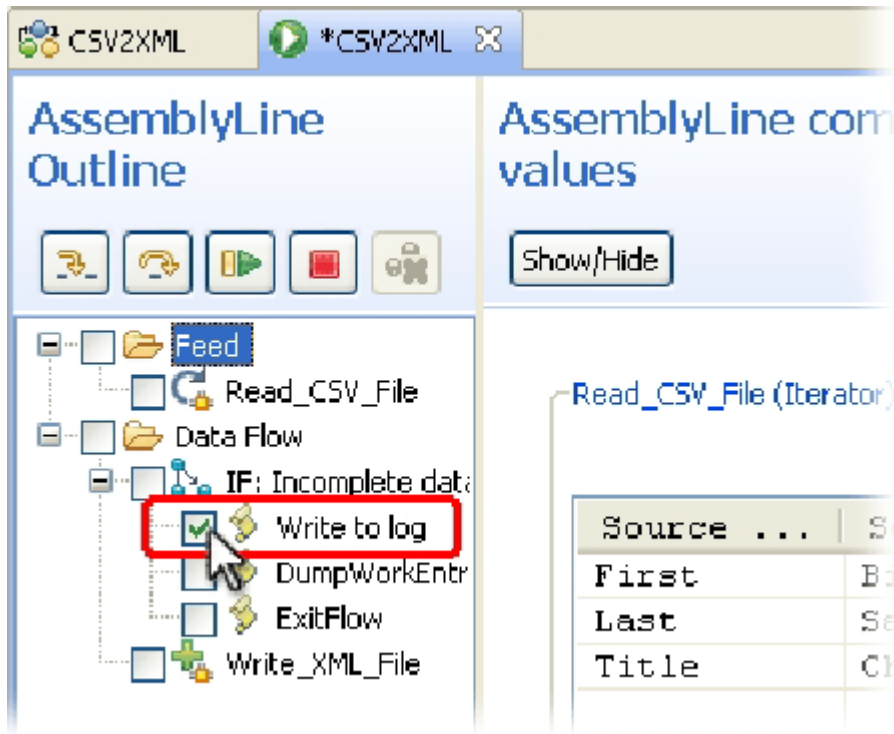 CSV2XML
*CSV2XML
AssemblyLine
Outline
AssemblyLine com
values
Show/Hide
Feed
Read_CSV_File
Data Flow
IF: Incomplete data
Write to log
DumpWorkEntr
ExitFlow
Write_XML_File
Read_CSV_File (Iterator)
Source ...
First
Last
Title